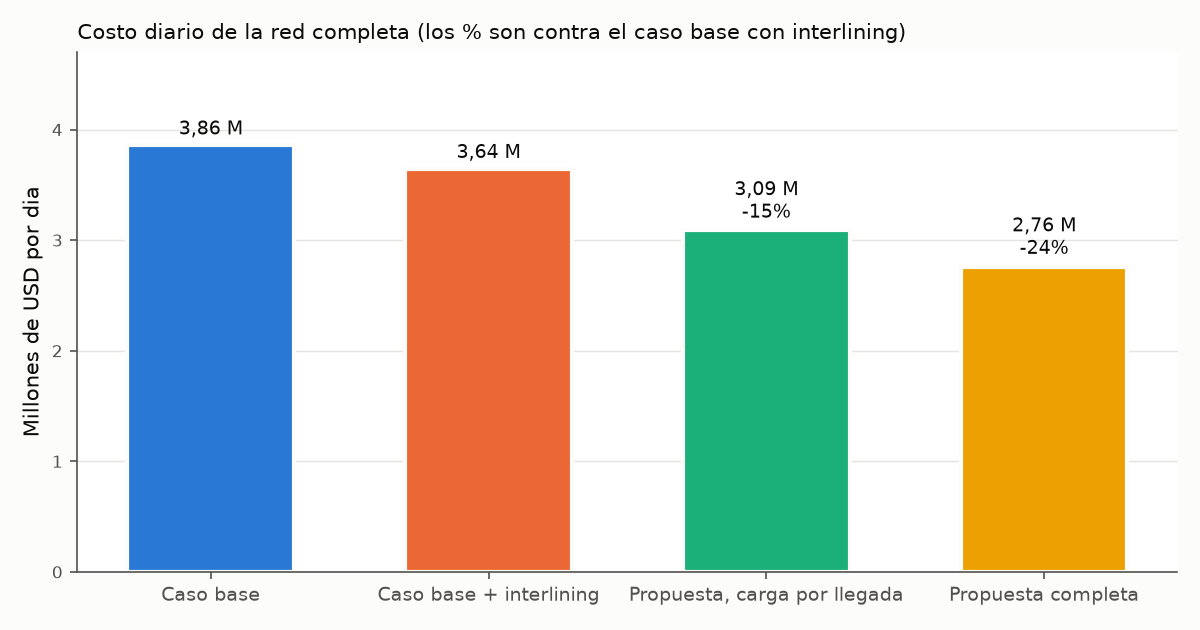 Costo diario de la red completa (los % son contra el caso base con interlining)
Millones de USD por dia
4
3
2
1
0
3,86 M
3,64 M
3,09 M
-15%
2,76 M
-24%
Caso base
Caso base + interlining
Propuesta, carga por llegada
Propuesta completa